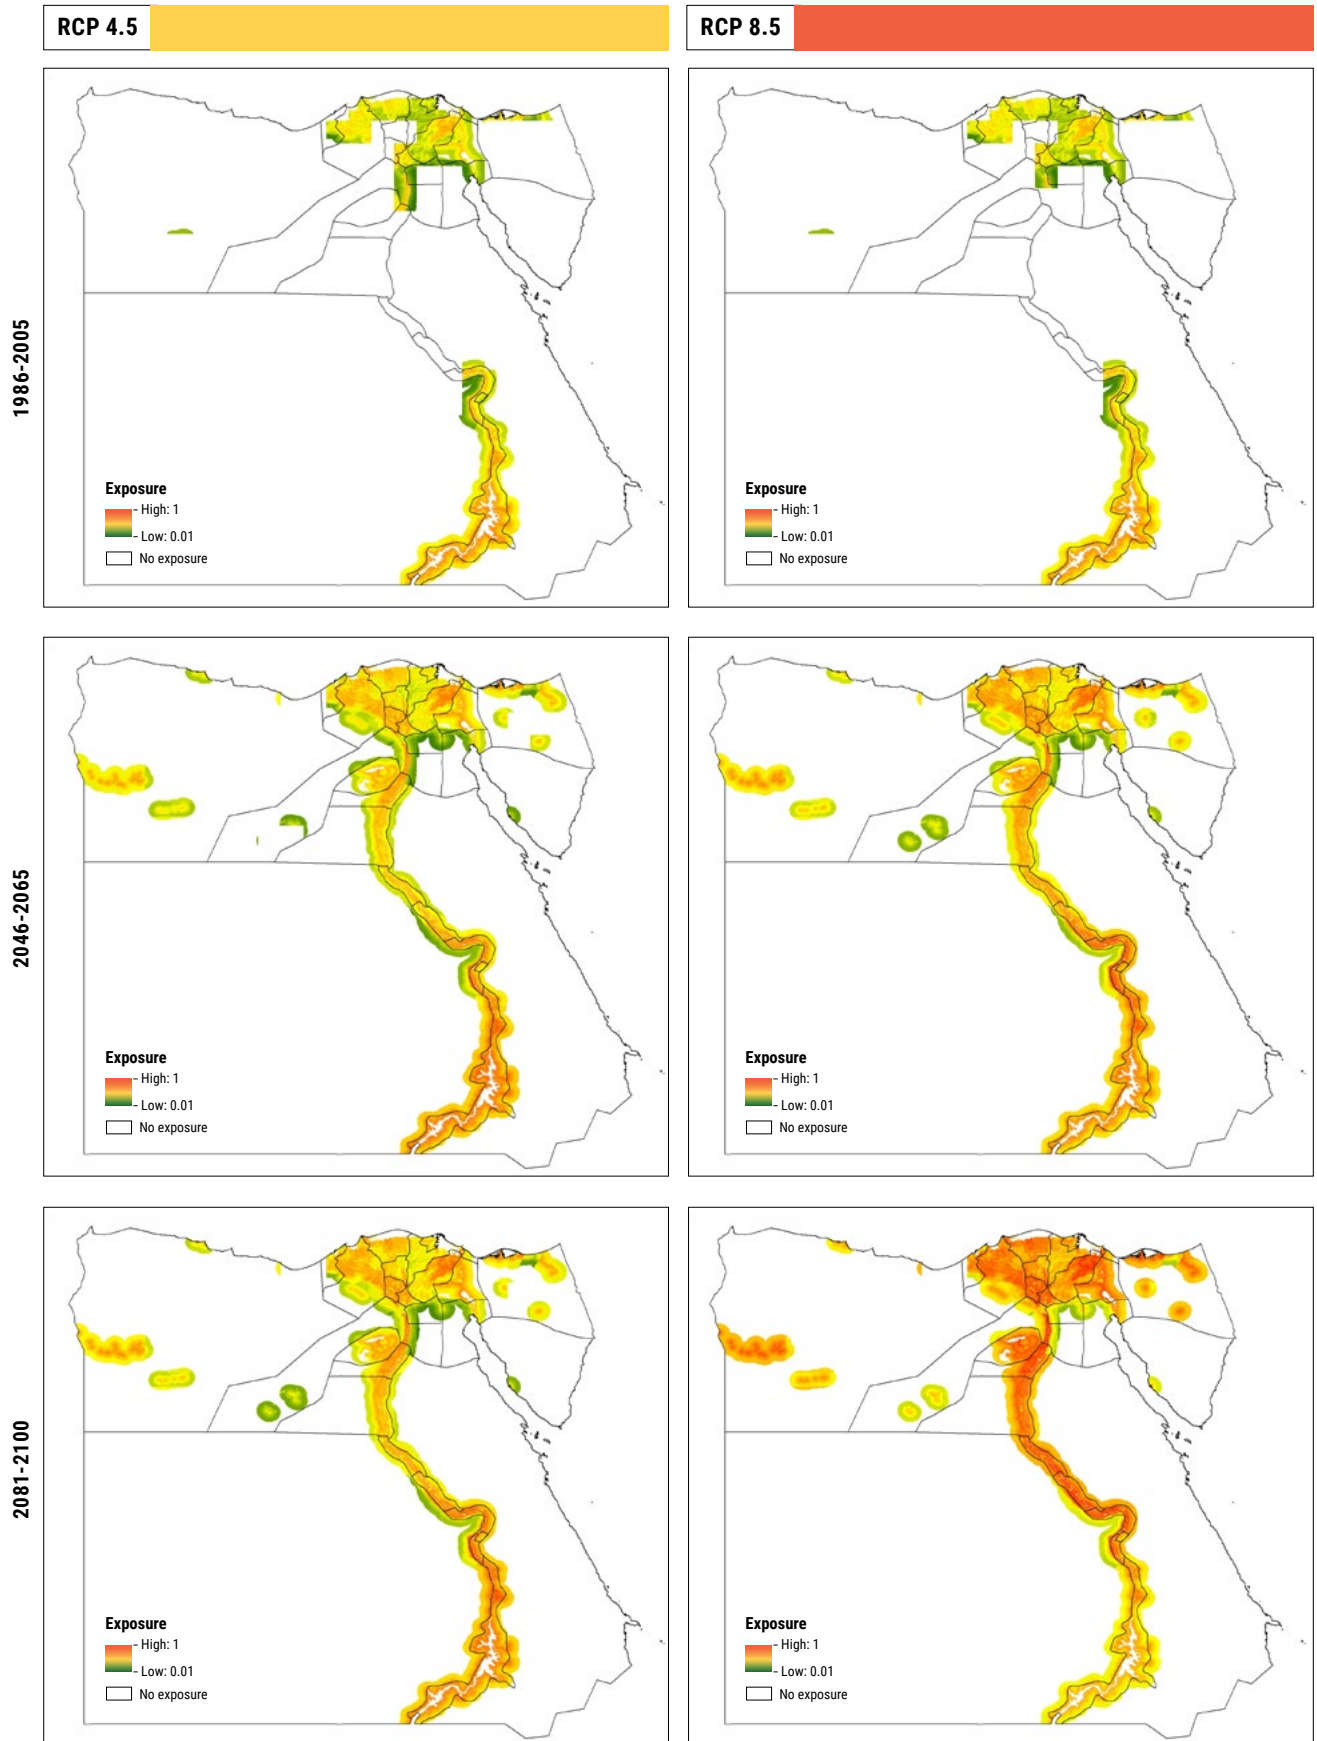 RCP 4.5
RCP 8.5
1986-2005
Exposure
High: 1
Low: 0.01
No exposure
Exposure
High: 1
Low: 0.01
No exposure
2046-2065
Exposure
High: 1
Low: 0.01
No exposure
Exposure
High: 1
Low: 0.01
No exposure
2081-2100
Exposure
High: 1
Low: 0.01
No exposure
Exposure
High: 1
Low: 0.01
No exposure